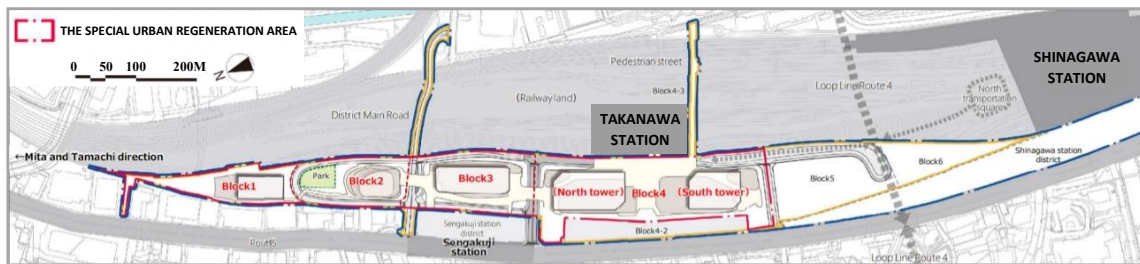 THE SPECIAL URBAN REGENERATION AREA
0 50 100 200M
N
Pedestrian street
Block4-3
(Railway land)
District Main Road
TAKANAWA
STATION
Loop Line Route 4
North
transportation
square
SHINAGAWA
STATION
←Mita and Tamachi direction
Block1
Park
Block2
Block3
(North tower)
Block4
(South tower)
Block5
Block6
Shinagawa station
district
Route15
Sengakuji station
district
Sengakuji
station
Block4-2
Loop Line Route 4